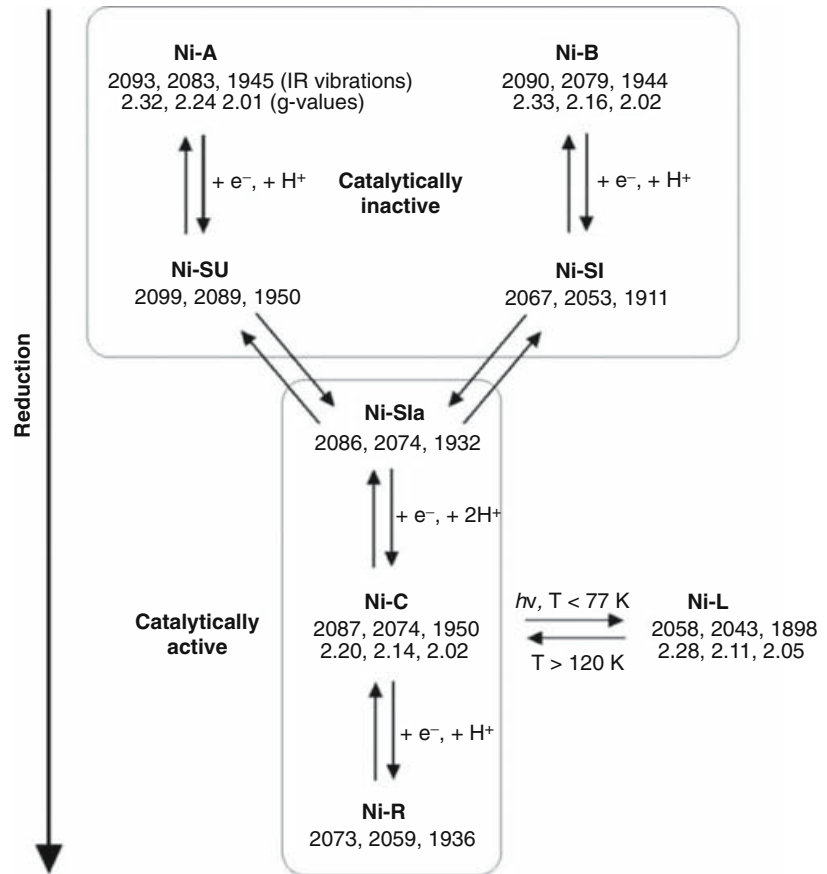 Ni-A
2093, 2083, 1945 (IR vibrations)
2.32, 2.24 2.01 (g-values)
Ni-B
2090, 2079, 1944
2.33, 2.16, 2.02
+ e⁻, + H⁺
Catalytically
inactive
+ e⁻, + H⁺
Ni-SU
2099, 2089, 1950
Ni-SI
2067, 2053, 1911
Reduction
Ni-SIa
2086, 2074, 1932
+ e⁻, + 2H⁺
Catalytically
active
Ni-C
2087, 2074, 1950
2.20, 2.14, 2.02
hν, T < 77 K
T > 120 K
Ni-L
2058, 2043, 1898
2.28, 2.11, 2.05
+ e⁻, + H⁺
Ni-R
2073, 2059, 1936